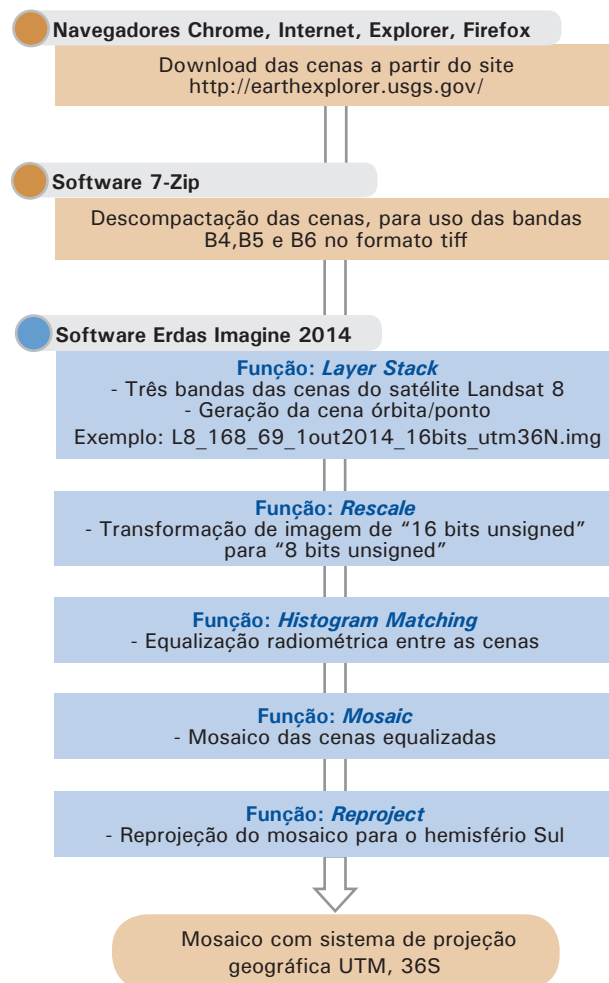 Navegadores Chrome, Internet, Explorer, Firefox
Download das cenas a partir do site
http://earthexplorer.usgs.gov/
Software 7-Zip
Descompactação das cenas, para uso das bandas
B4,B5 e B6 no formato tiff
Software Erdas Imagine 2014
Função: Layer Stack
- Três bandas das cenas do satélite Landsat 8
- Geração da cena órbita/ponto
Exemplo: L8_168_69_1out2014_16bits_utm36N.img
Função: Rescale
- Transformação de imagem de “16 bits unsigned”
para “8 bits unsigned”
Função: Histogram Matching
- Equalização radiométrica entre as cenas
Função: Mosaic
- Mosaico das cenas equalizadas
Função: Reproject
- Reprojeção do mosaico para o hemisfério Sul
Mosaico com sistema de projeção
geográfica UTM, 36S